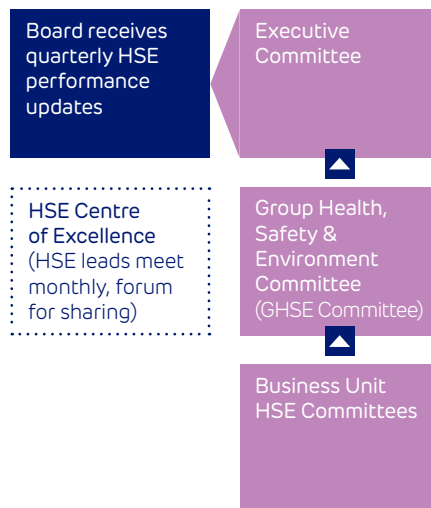 Board receives
quarterly HSE
performance
updates
Executive
Committee
HSE Centre
of Excellence
(HSE leads meet
monthly, forum
for sharing)
Group Health,
Safety &
Environment
Committee
(GHSE Committee)
Business Unit
HSE Committees